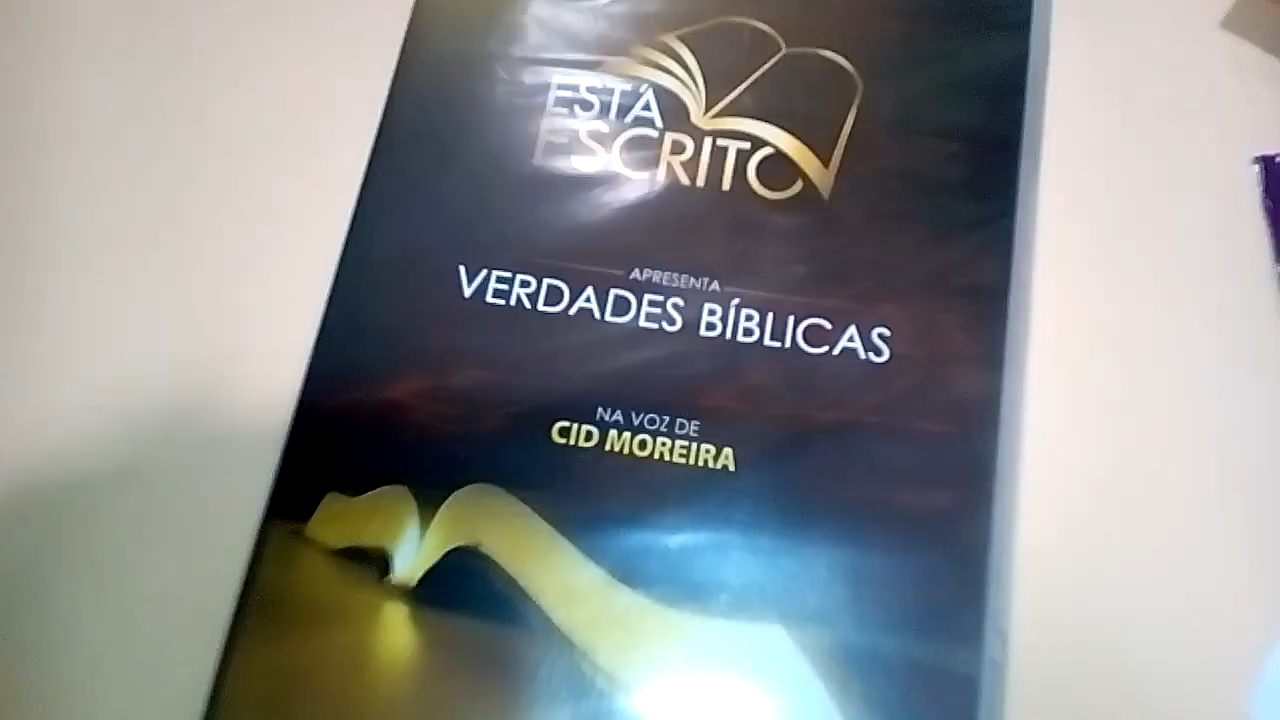 ESTÁ
ESCRITO
APRESENTA
VERDADES BÍBLICAS
NA VOZ DE
CID MOREIRA